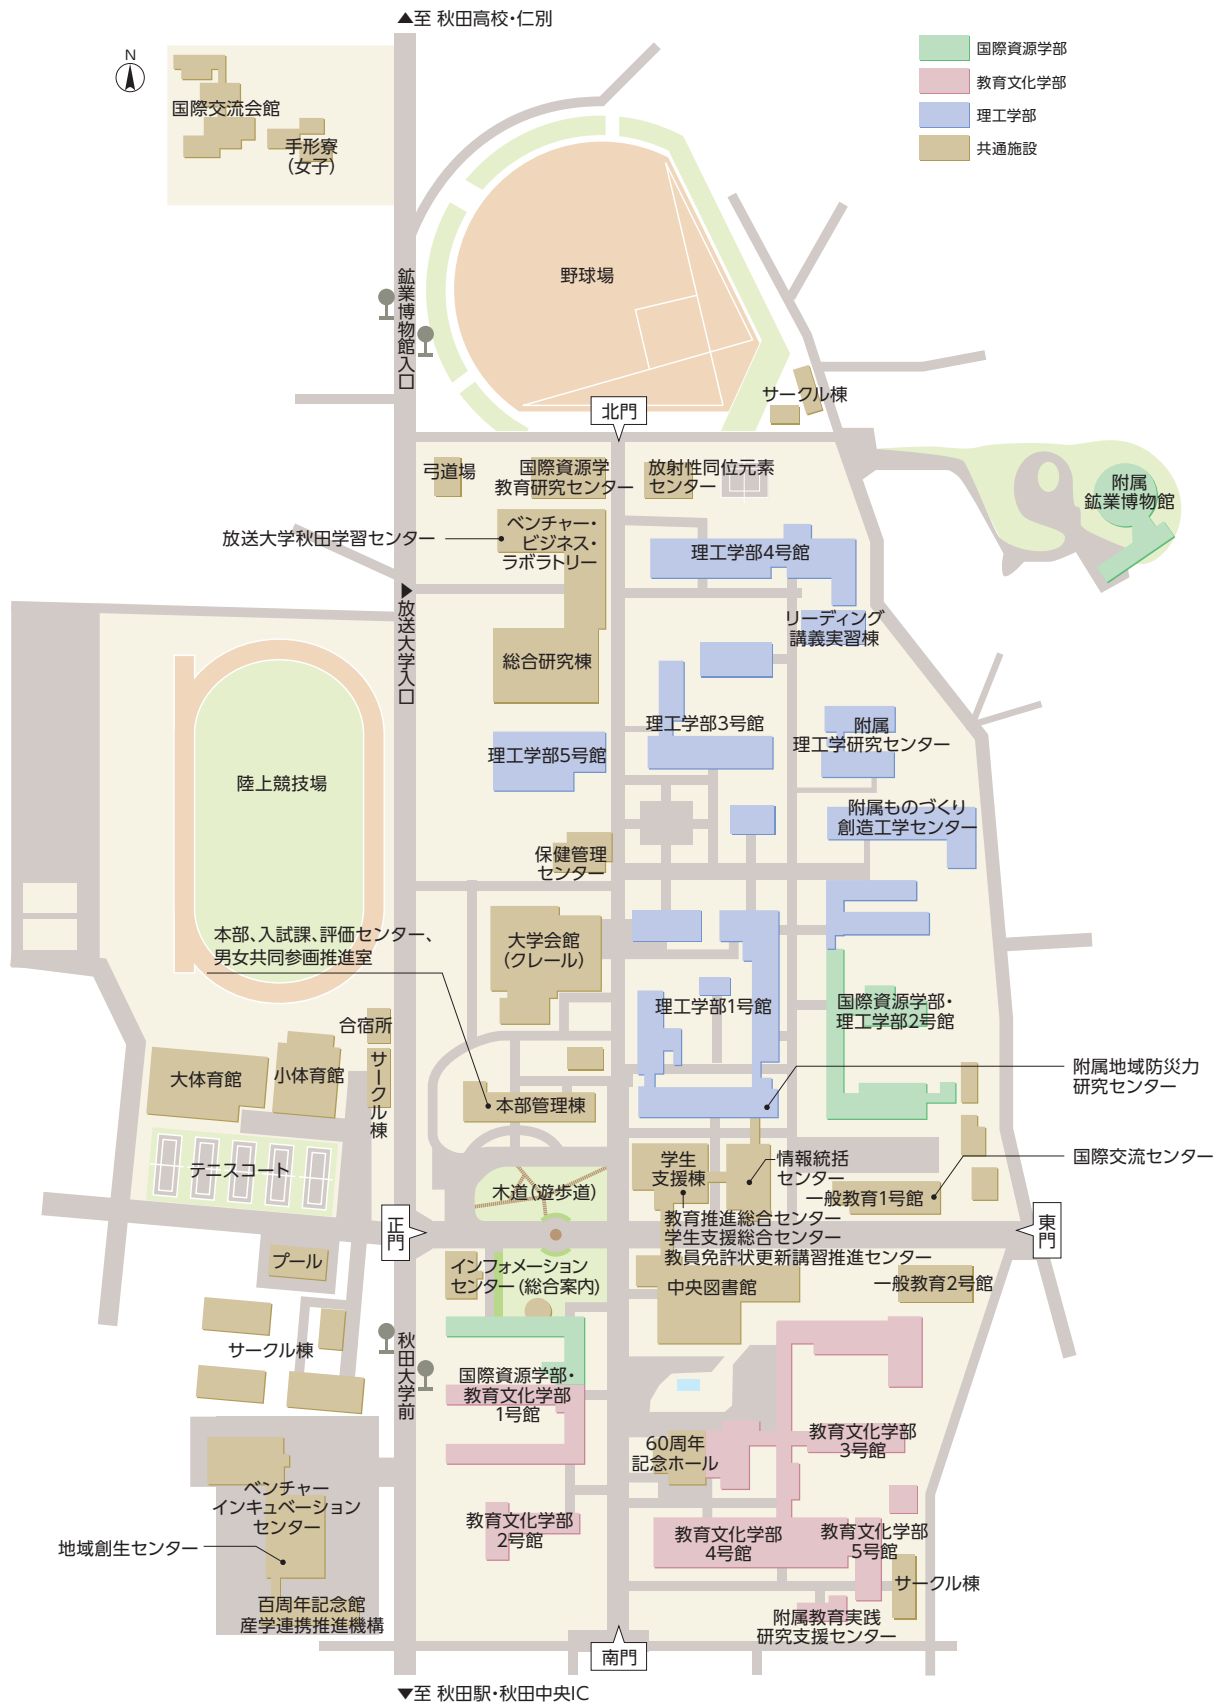 ▲至 秋田高校・仁別
N
国際資源学部
教育文化学部
理工学部
共通施設
国際交流会館
手形寮
(女子)
鉱業博物館入口
野球場
サークル棟
北門
弓道場
国際資源学
教育研究センター
放射性同位元素
センター
附属
鉱業博物館
放送大学秋田学習センター
ベンチャー・
ビジネス・
ラボラトリー
理工学部4号館
▶放送大学入口
リーディング
講義実習棟
総合研究棟
理工学部3号館
附属
理工学研究センター
理工学部5号館
陸上競技場
附属ものづくり
創造工学センター
保健管理
センター
本部、入試課、評価センター、
男女共同参画推進室
大学会館
(クレール)
理工学部1号館
国際資源学部・
理工学部2号館
合宿所
サークル棟
大体育館
小体育館
本部管理棟
附属地域防災力
研究センター
テニスコート
学生
支援棟
情報統括
センター
国際交流センター
木道(遊歩道)
一般教育1号館
正門
教育推進総合センター
学生支援総合センター
教員免許状更新講習推進センター
東門
プール
インフォメーション
センター(総合案内)
中央図書館
一般教育2号館
サークル棟
秋田大学前
国際資源学部・
教育文化学部
1号館
60周年
記念ホール
教育文化学部
3号館
ベンチャー
インキュベーション
センター
地域創生センター
教育文化学部
2号館
教育文化学部
4号館
教育文化学部
5号館
サークル棟
百周年記念館
産学連携推進機構
附属教育実践
研究支援センター
南門
▼至 秋田駅・秋田中央IC